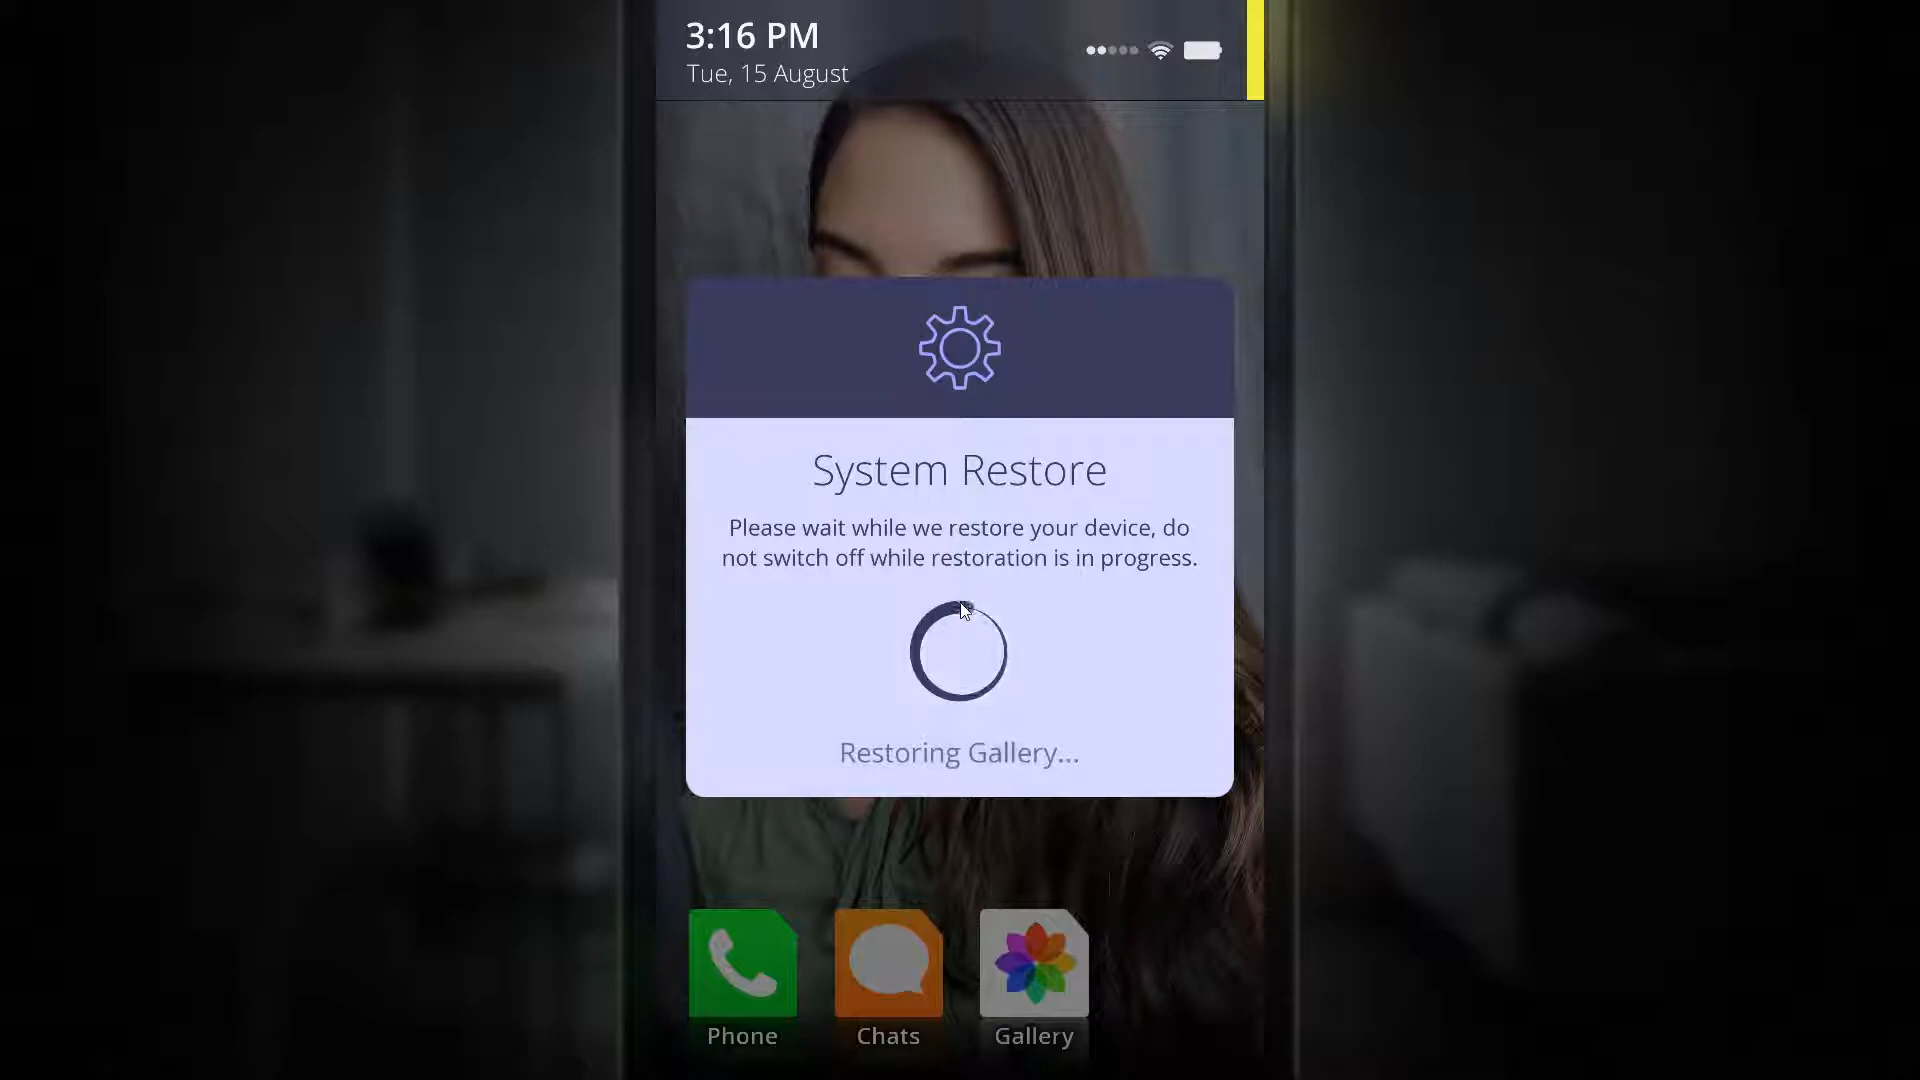 3:16 PM
Tue, 15 August
System Restore
Please wait while we restore your device, do
not switch off while restoration is in progress.
Restoring Gallery...
Phone
Chats
Gallery